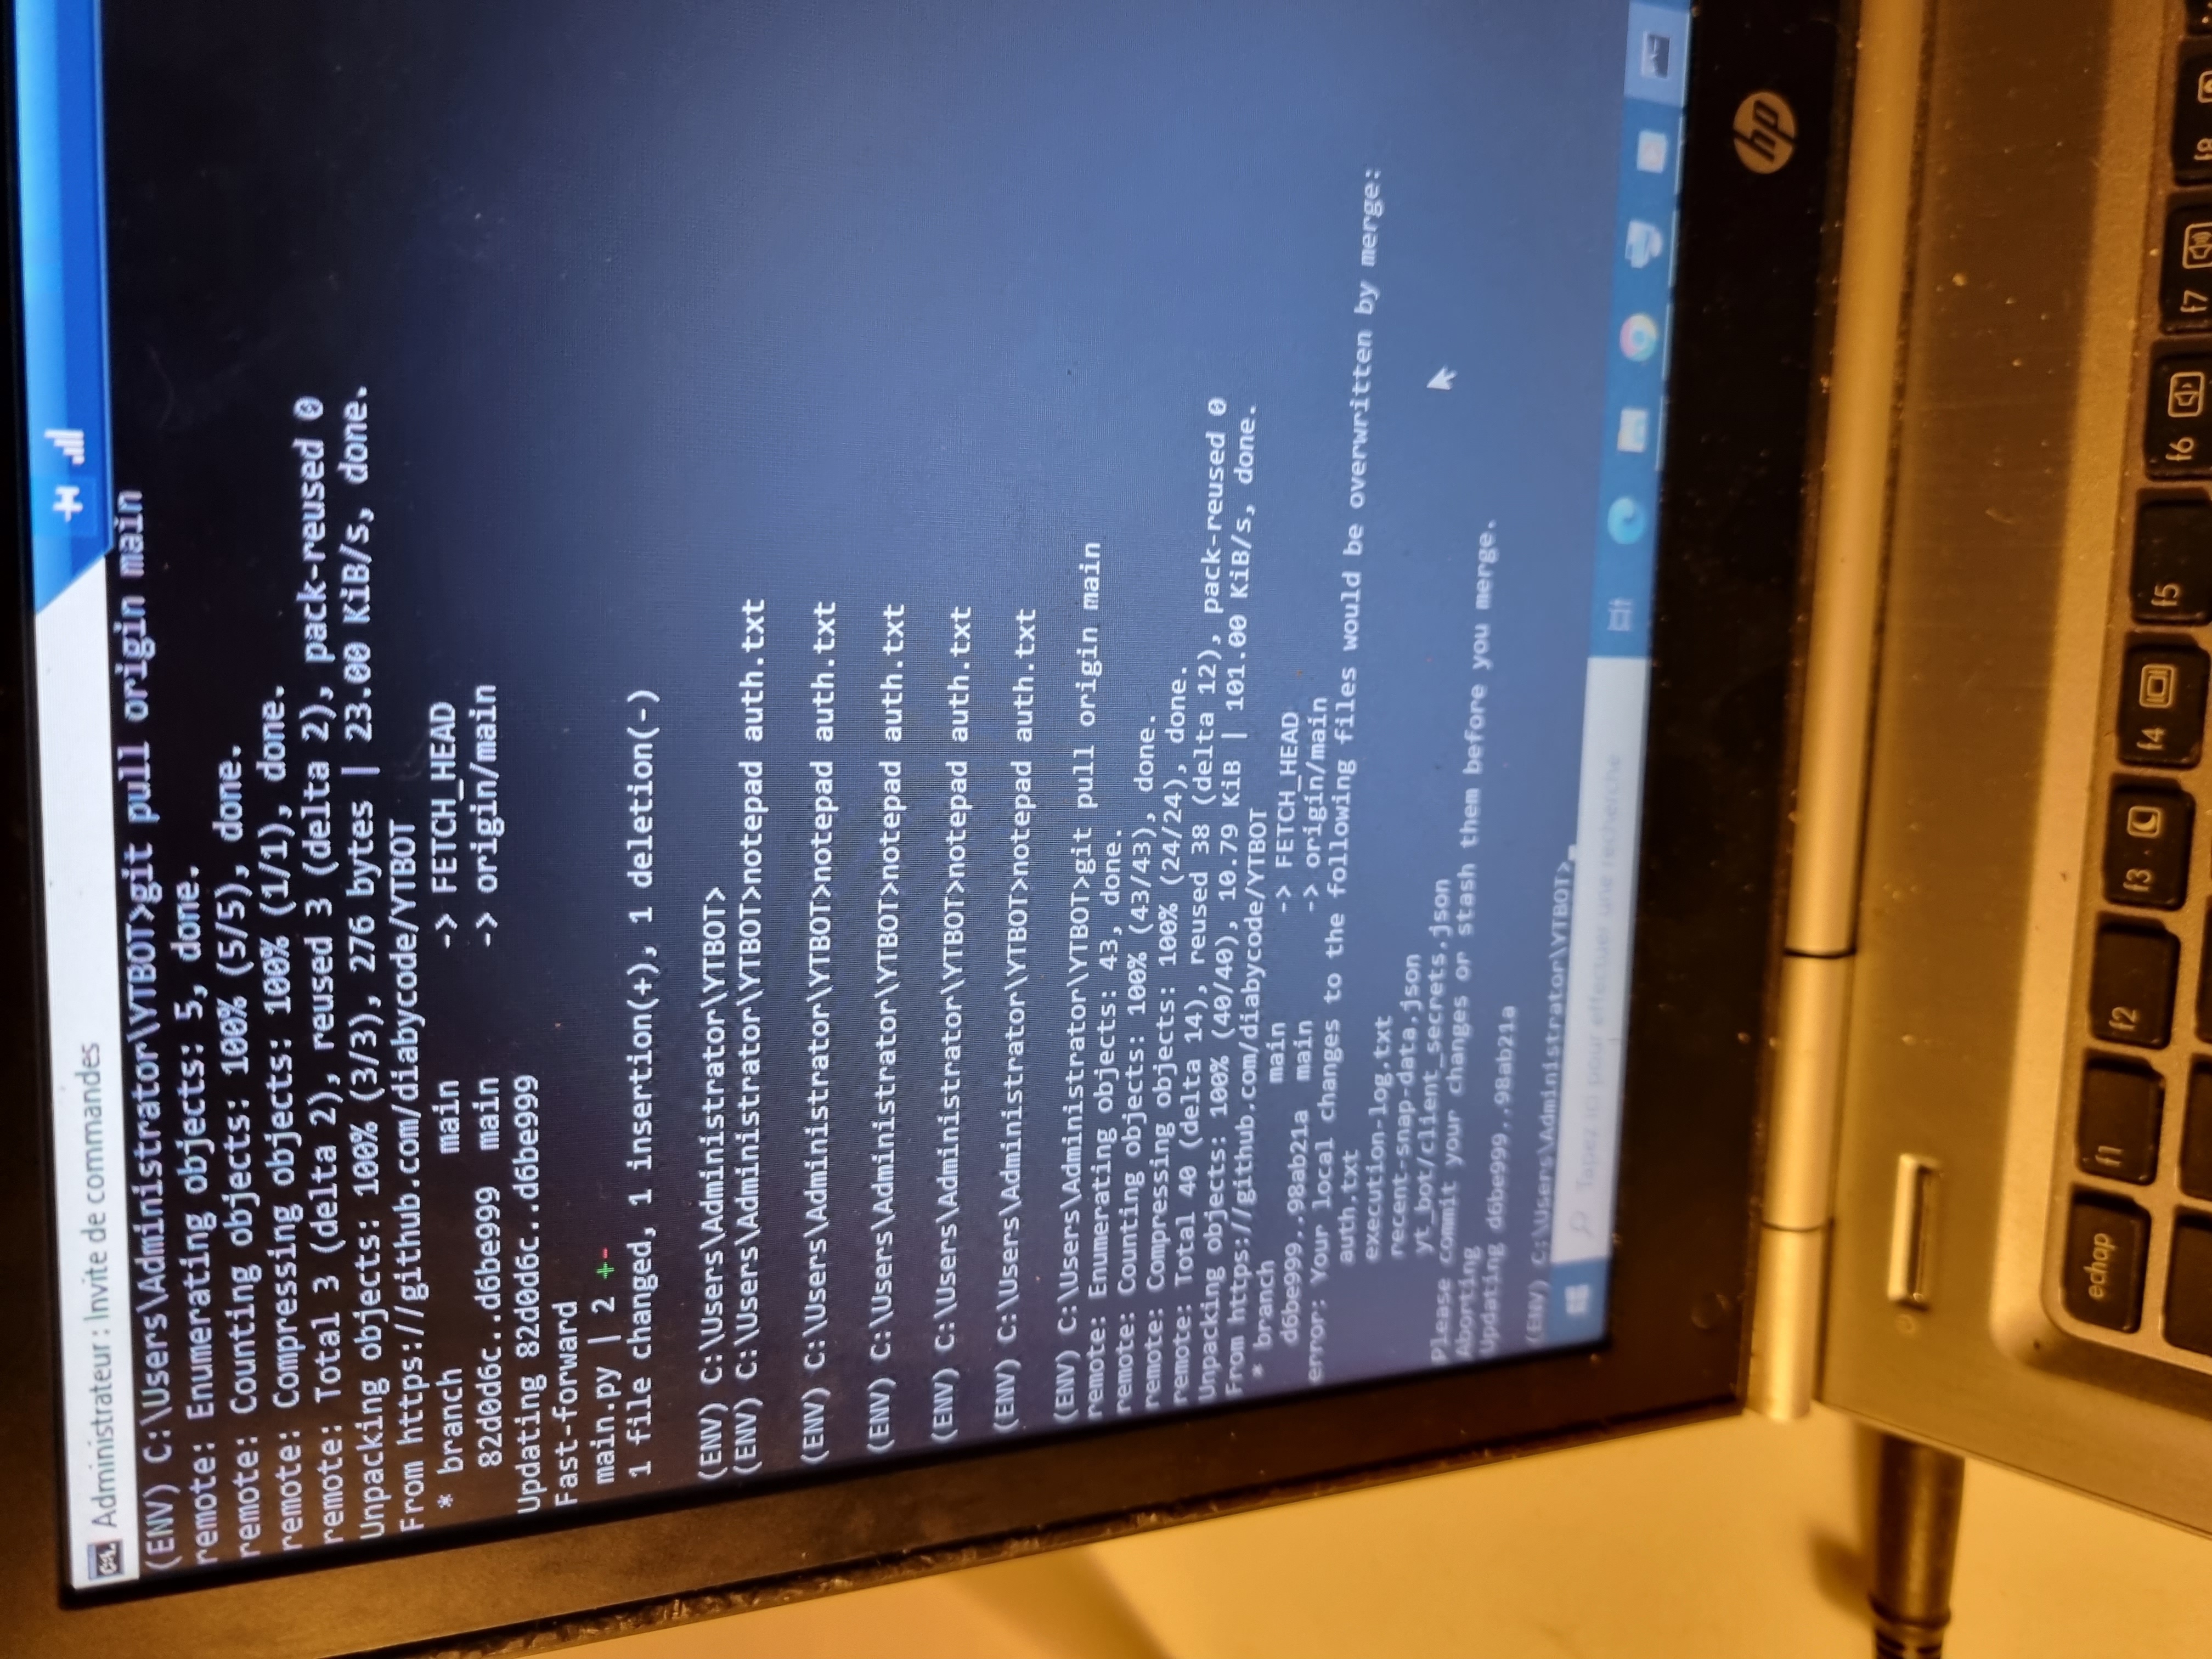 Administrateur : Invite de commandes
(ENV) C:\Users\Administrator\YTBOT>git pull origin main
remote: Enumerating objects: 5, done.
remote: Counting objects: 100% (5/5), done.
remote: Compressing objects: 100% (1/1), done.
remote: Total 3 (delta 2), reused 3 (delta 2), pack-reused 0
Unpacking objects: 100% (3/3), 276 bytes | 23.00 KiB/s, done.
From https://github.com/diabycode/YTBOT
* branch main -> FETCH_HEAD
82d0d6c..d6be999 main -> origin/main
Updating 82d0d6c..d6be999
Fast-forward
main.py | 2 +-
1 file changed, 1 insertion(+), 1 deletion(-)
(ENV) C:\Users\Administrator\YTBOT>
(ENV) C:\Users\Administrator\YTBOT>notepad auth.txt
(ENV) C:\Users\Administrator\YTBOT>notepad auth.txt
(ENV) C:\Users\Administrator\YTBOT>notepad auth.txt
(ENV) C:\Users\Administrator\YTBOT>notepad auth.txt
(ENV) C:\Users\Administrator\YTBOT>notepad auth.txt
(ENV) C:\Users\Administrator\YTBOT>git pull origin main
remote: Enumerating objects: 43, done.
remote: Counting objects: 100% (43/43), done.
remote: Compressing objects: 100% (24/24), done.
remote: Total 40 (delta 14), reused 38 (delta 12), pack-reused 0
Unpacking objects: 100% (40/40), 10.79 KiB | 101.00 KiB/s, done.
From https://github.com/diabycode/YTBOT
* branch main -> FETCH_HEAD
d6be999..98ab21a main -> origin/main
error: Your local changes to the following files would be overwritten by merge:
auth.txt
execution-log.txt
recent-snap-data.json
yt_bot/client_secrets.json
Please commit your changes or stash them before you merge.
Aborting
Updating d6be999..98ab21a
(ENV) C:\Users\Administrator\YTBOT>_
Tapez ici pour effectuer une recherche
hp
echap f1 f2 f3 f4 f5 f6 f7 f8